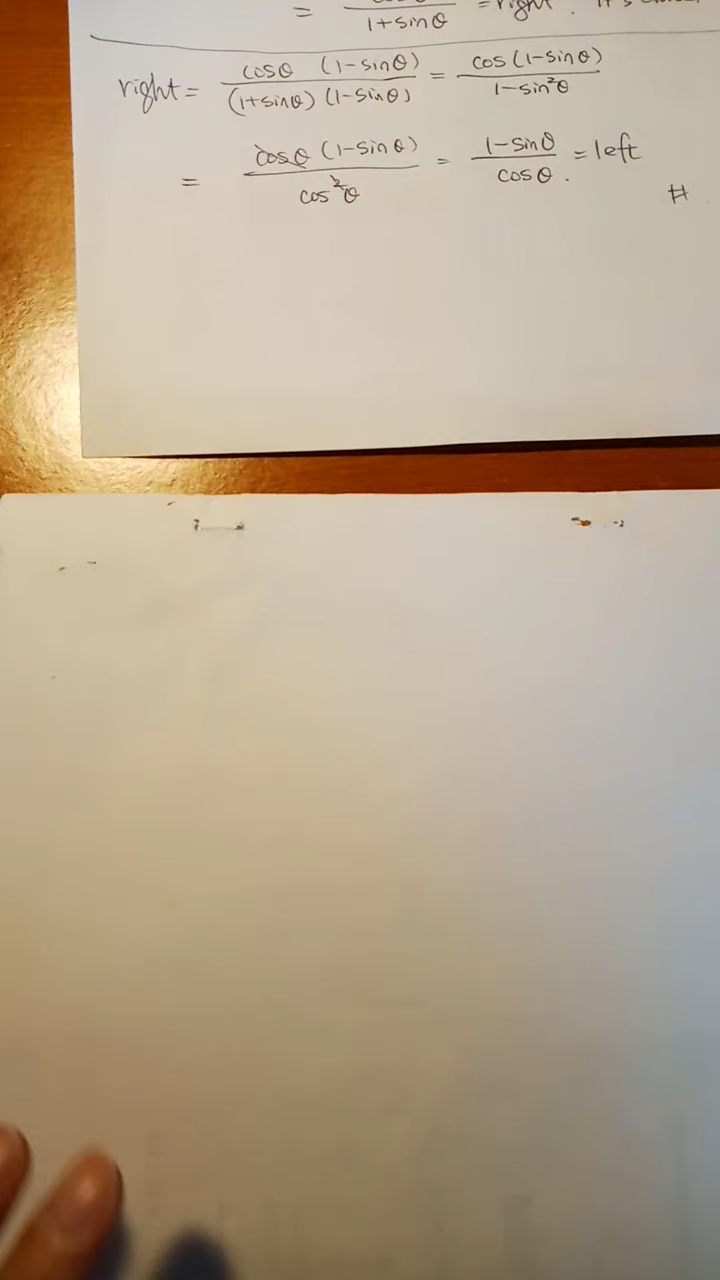 = 1+sinθ = right.
right = cosθ (1-sinθ) / (1+sinθ) (1-sinθ) = cos (1-sinθ) / 1-sin²θ
= cosθ (1-sinθ) / cos²θ = 1-sinθ / cosθ. = left #